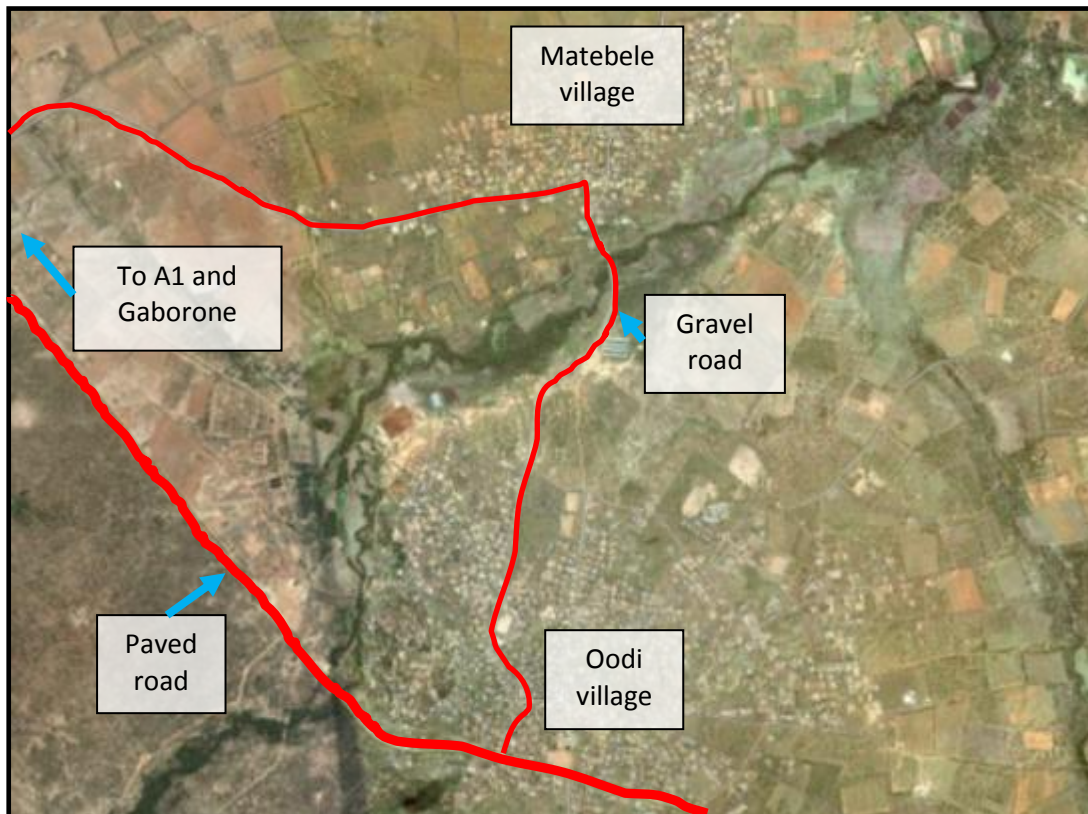 Matebele
village
To A1 and
Gaborone
Gravel
road
Paved
road
Oodi
village